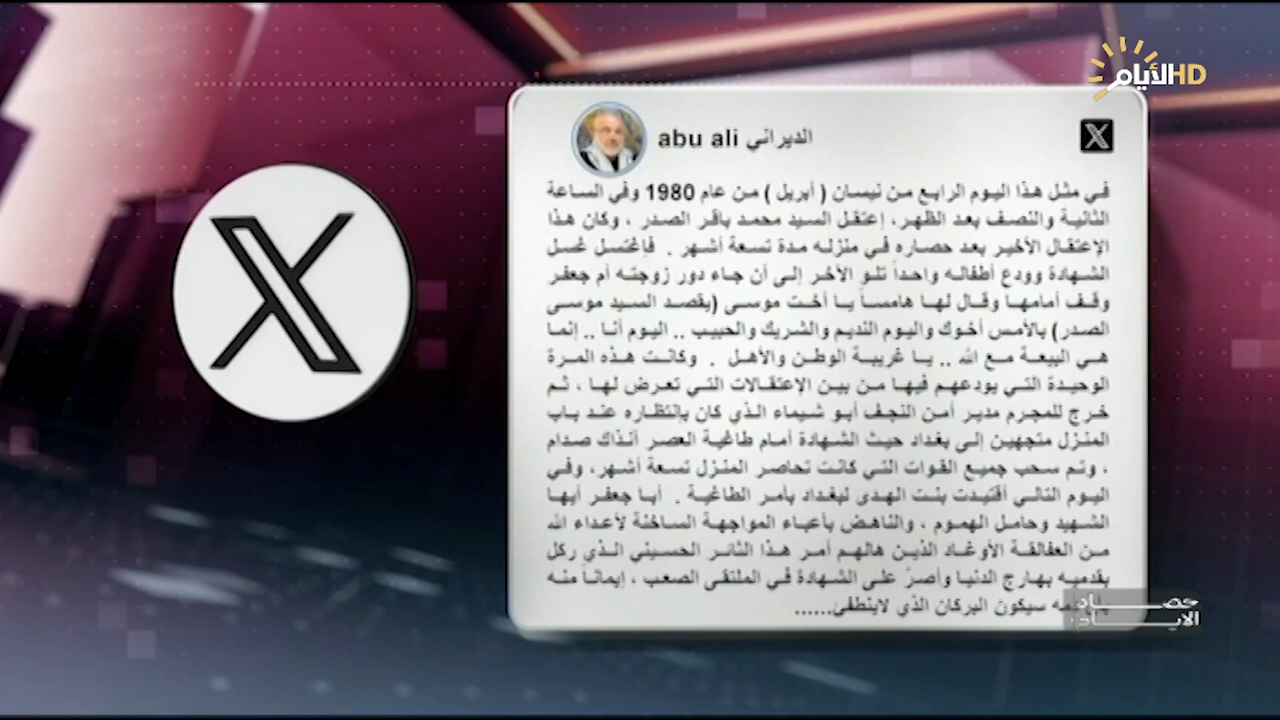 الأيام HD
abu ali الديراني
في مثل هذا اليوم الرابع من نيسان ( أبريل ) من عام 1980 وفي الساعة
الثانية والنصف بعد الظهر، إعتقل السيد محمد باقر الصدر ، وكان هذا
الإعتقال الأخير بعد حصاره في منزله مدة تسعة أشهر . فإغتسل غسل
الشهادة وودع أطفاله واحداً تلو الأخر إلى أن جاء دور زوجته أم جعفر
وقف أمامها وقال لها هامساً يا أخت موسى (يقصد السيد موسى
الصدر) بالأمس أخوك واليوم النديم والشريك والحبيب .. اليوم أنا .. إنما
هي البيعة مع الله .. يا غريبة الوطن والأهل . وكانت هذه المرة
الوحيدة التي يودعهم فيها من بين الإعتقالات التي تعرض لها ، ثم
خرج للمجرم مدير أمن النجف أبو شيماء الذي كان بإنتظاره عند باب
المنزل متجهين إلى بغداد حيث الشهادة أمام طاغية العصر آنذاك صدام
، وتم سحب جميع القوات التي كانت تحاصر المنزل تسعة أشهر، وفي
اليوم التالي أقتيدت بنت الهدى لبغداد بأمر الطاغية . أبا جعفر أيها
الشهيد وحامل الهموم ، والناهض بأعباء المواجهة الساخنة لأعداء الله
من العفالقة الأوغاد الذين هالهم أمر هذا الثائر الحسيني الذي ركل
بقدميه بهارج الدنيا وأصرّ على الشهادة في الملتقى الصعب ، إيماناً منه
سيكون البركان الذي لاينطفئ......
حصاد
الايام